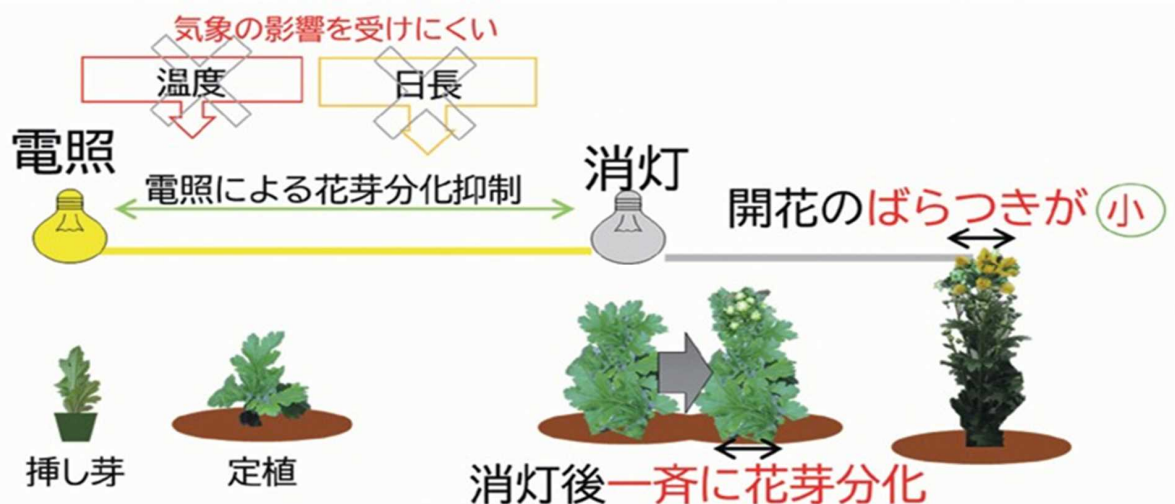 気象の影響を受けにくい
温度
日長
電照
電照による花芽分化抑制
消灯
開花のばらつきが小
挿し芽
定植
消灯後一斉に花芽分化